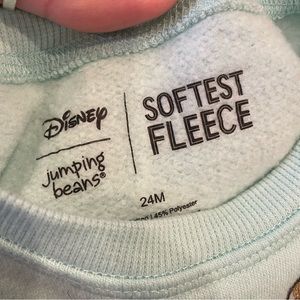 Disney
jumping
beans®
SOFTEST
FLEECE
24M
45% Polyester